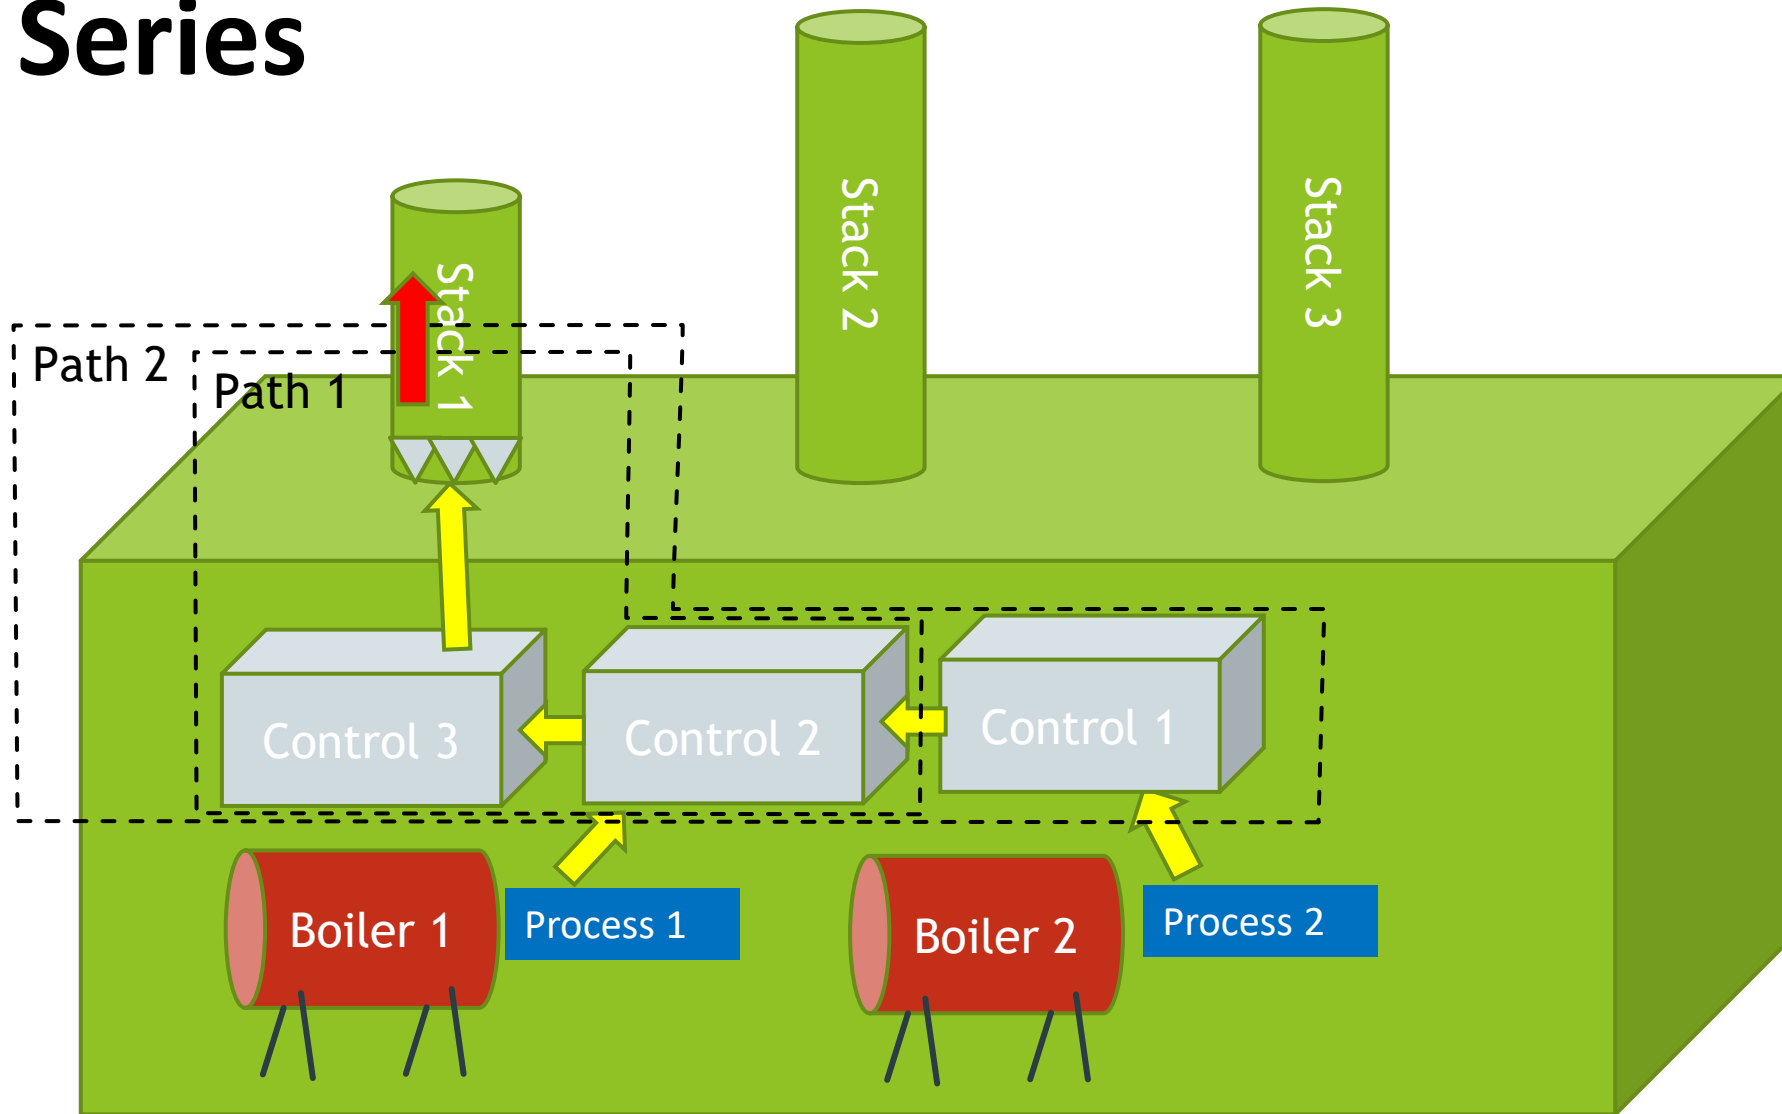 Series
Stack 1
Stack 2
Stack 3
Path 2
Path 1
Control 3
Control 2
Control 1
Boiler 1
Process 1
Boiler 2
Process 2